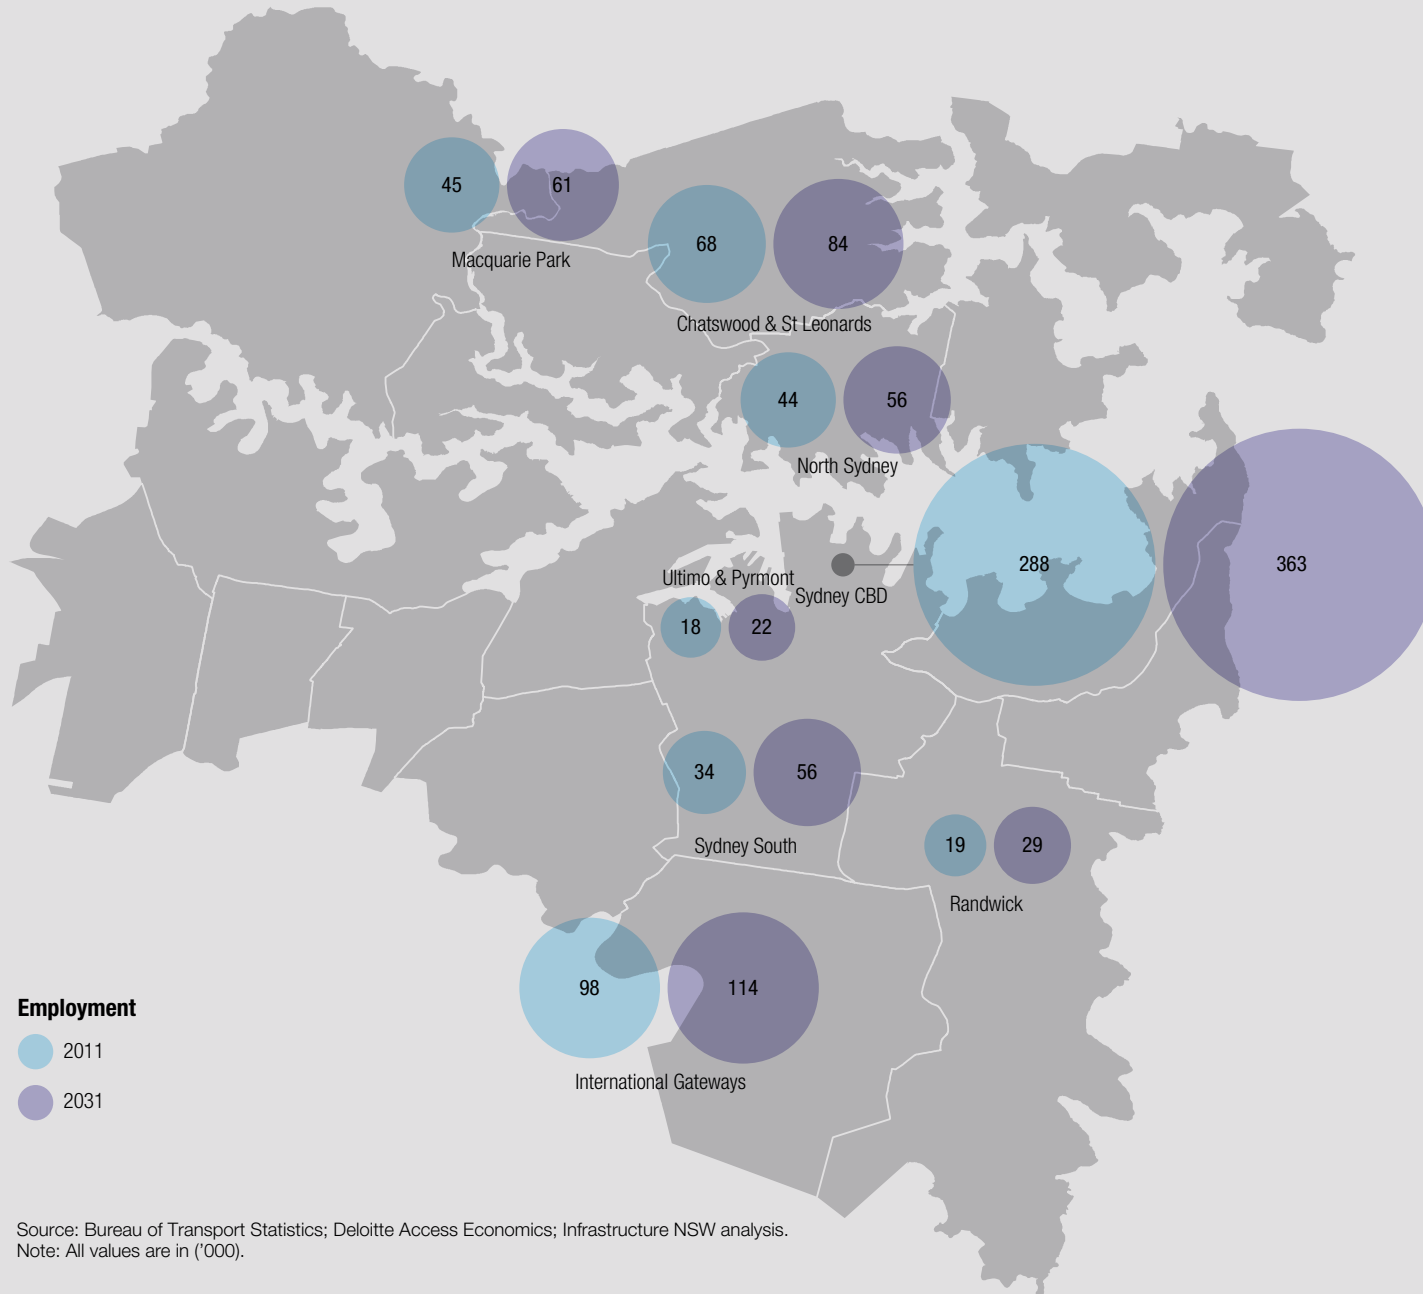 45
61
Macquarie Park
68
84
Chatswood & St Leonards
44
56
North Sydney
288
363
Sydney CBD
Ultimo & Pyrmont
18
22
34
56
Sydney South
19
29
Randwick
98
114
International Gateways
Employment
2011
2031
Source: Bureau of Transport Statistics; Deloitte Access Economics; Infrastructure NSW analysis.
Note: All values are in (’000).